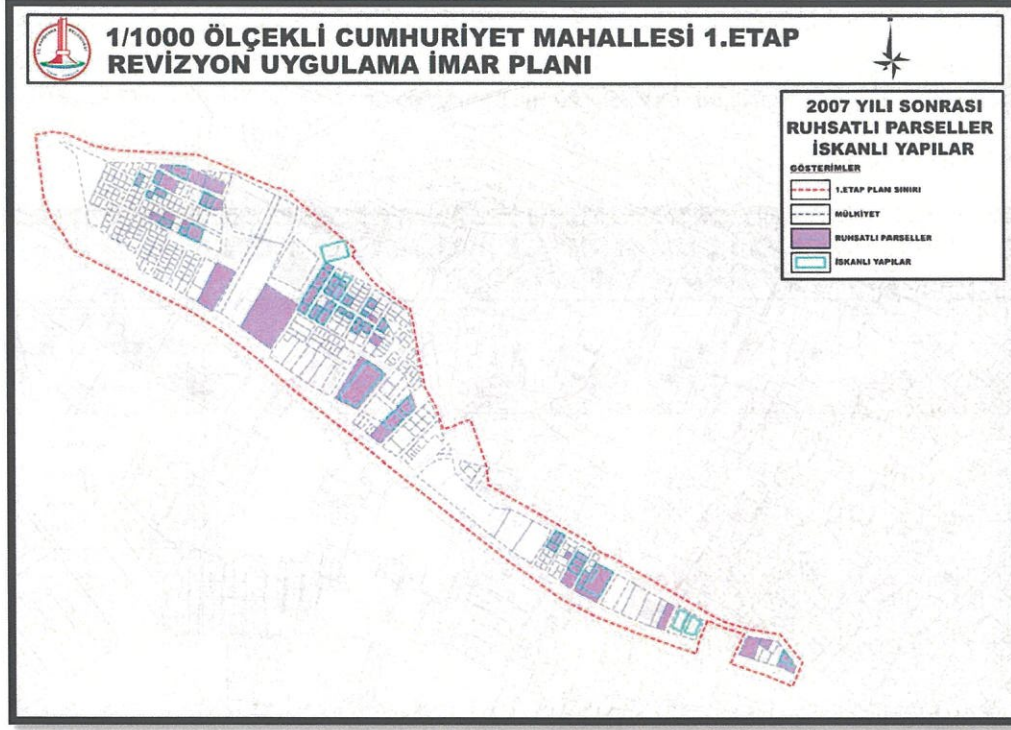 1/1000 ÖLÇEKLİ CUMHURİYET MAHALLESİ 1.ETAP
REVİZYON UYGULAMA İMAR PLANI
2007 YILI SONRASI
RUHSATLI PARSELLER
İSKANLI YAPILAR
GÖSTERİMLER
1.ETAP PLAN SINIRI
MÜLKİYET
RUHSATLI PARSELLER
İSKANLI YAPILAR